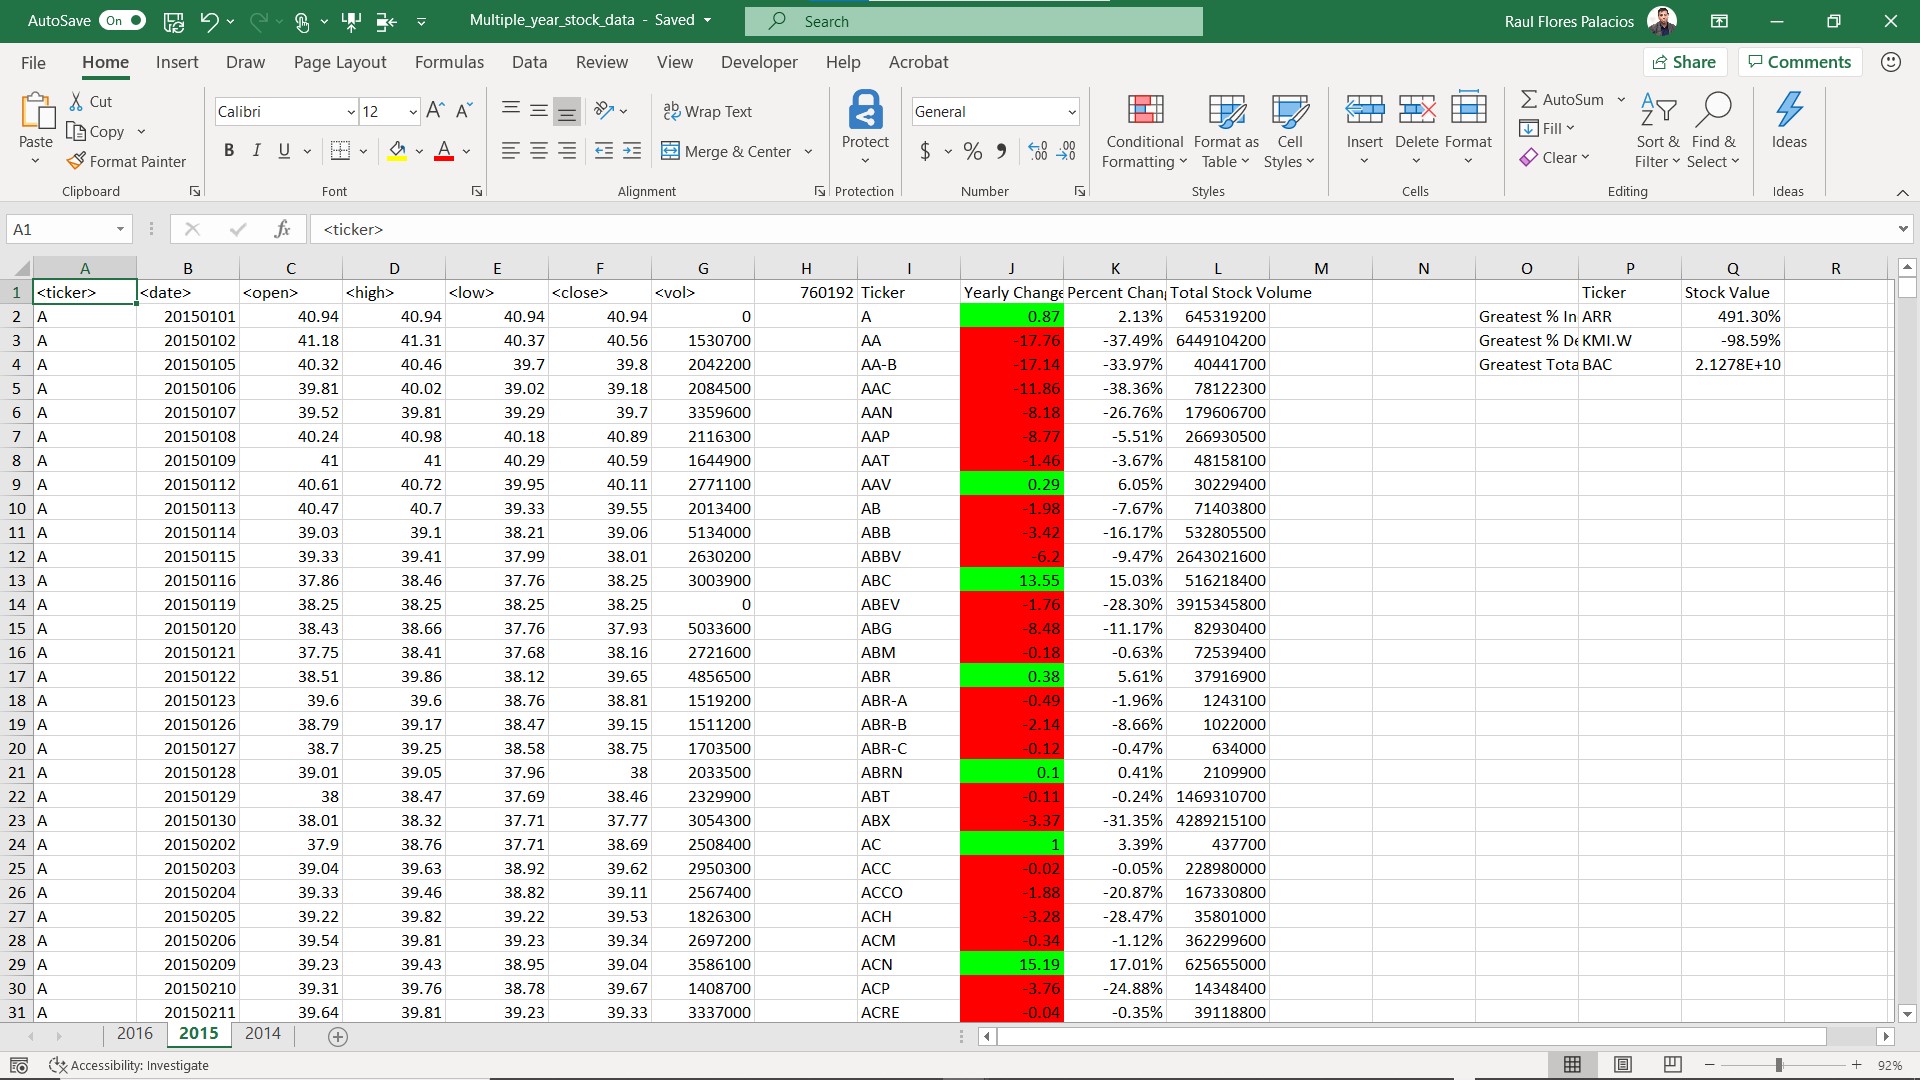 AutoSave On Multiple_year_stock_data - Saved Search Raul Flores Palacios
File Home Insert Draw Page Layout Formulas Data Review View Developer Help Acrobat Share Comments
Paste Cut Copy Format Painter Clipboard
Calibri 12 B I U A Font
ab Wrap Text Merge & Center Alignment
Protect Protection
General $ % Number
Conditional Formatting Format as Table Cell Styles Styles
Insert Delete Format Cells
AutoSum Fill Clear Sort & Filter Find & Select Editing
Ideas Ideas
A1 fx <ticker>
A B C D E F G H I J K L M N O P Q R
1 <ticker> <date> <open> <high> <low> <close> <vol> 760192 Ticker Yearly Change Percent Chan Total Stock Volume Ticker Stock Value
2 A 20150101 40.94 40.94 40.94 40.94 0 A 0.87 2.13% 645319200 Greatest % In ARR 491.30%
3 A 20150102 41.18 41.31 40.37 40.56 1530700 AA -17.76 -37.49% 6449104200 Greatest % De KMI.W -98.59%
4 A 20150105 40.32 40.46 39.7 39.8 2042200 AA-B -17.14 -33.97% 40441700 Greatest Tota BAC 2.1278E+10
5 A 20150106 39.81 40.02 39.02 39.18 2084500 AAC -11.86 -38.36% 78122300
6 A 20150107 39.52 39.81 39.29 39.7 3359600 AAN -8.18 -26.76% 179606700
7 A 20150108 40.24 40.98 40.18 40.89 2116300 AAP -8.77 -5.51% 266930500
8 A 20150109 41 41 40.29 40.59 1644900 AAT -1.46 -3.67% 48158100
9 A 20150112 40.61 40.72 39.95 40.11 2771100 AAV 0.29 6.05% 30229400
10 A 20150113 40.47 40.7 39.33 39.55 2013400 AB -1.98 -7.67% 71403800
11 A 20150114 39.03 39.1 38.21 39.06 5134000 ABB -3.42 -16.17% 532805500
12 A 20150115 39.33 39.41 37.99 38.01 2630200 ABBV -6.2 -9.47% 2643021600
13 A 20150116 37.86 38.46 37.76 38.25 3003900 ABC 13.55 15.03% 516218400
14 A 20150119 38.25 38.25 38.25 38.25 0 ABEV -1.76 -28.30% 3915345800
15 A 20150120 38.43 38.66 37.76 37.93 5033600 ABG -8.48 -11.17% 82930400
16 A 20150121 37.75 38.41 37.68 38.16 2721600 ABM -0.18 -0.63% 72539400
17 A 20150122 38.51 39.86 38.12 39.65 4856500 ABR 0.38 5.61% 37916900
18 A 20150123 39.6 39.6 38.76 38.81 1519200 ABR-A -0.49 -1.96% 1243100
19 A 20150126 38.79 39.17 38.47 39.15 1511200 ABR-B -2.14 -8.66% 1022000
20 A 20150127 38.7 39.25 38.58 38.75 1703500 ABR-C -0.12 -0.47% 634000
21 A 20150128 39.01 39.05 37.96 38 2033500 ABRN 0.1 0.41% 2109900
22 A 20150129 38 38.47 37.69 38.46 2329900 ABT -0.11 -0.24% 1469310700
23 A 20150130 38.01 38.32 37.71 37.77 3054300 ABX -3.37 -31.35% 4289215100
24 A 20150202 37.9 38.76 37.71 38.69 2508400 AC 1 3.39% 437700
25 A 20150203 39.04 39.63 38.92 39.62 2950300 ACC -0.02 -0.05% 228980000
26 A 20150204 39.33 39.46 38.82 39.11 2567400 ACCO -1.88 -20.87% 167330800
27 A 20150205 39.22 39.82 39.22 39.53 1826300 ACH -3.28 -28.47% 35801000
28 A 20150206 39.54 39.81 39.23 39.34 2697200 ACM -0.34 -1.12% 362299600
29 A 20150209 39.23 39.43 38.95 39.04 3586100 ACN 15.19 17.01% 625655000
30 A 20150210 39.31 39.76 38.78 39.67 1408700 ACP -3.76 -24.88% 14348400
31 A 20150211 39.64 39.81 39.23 39.33 3337000 ACRE -0.04 -0.35% 39118800
2016 2015 2014
Accessibility: Investigate 92%